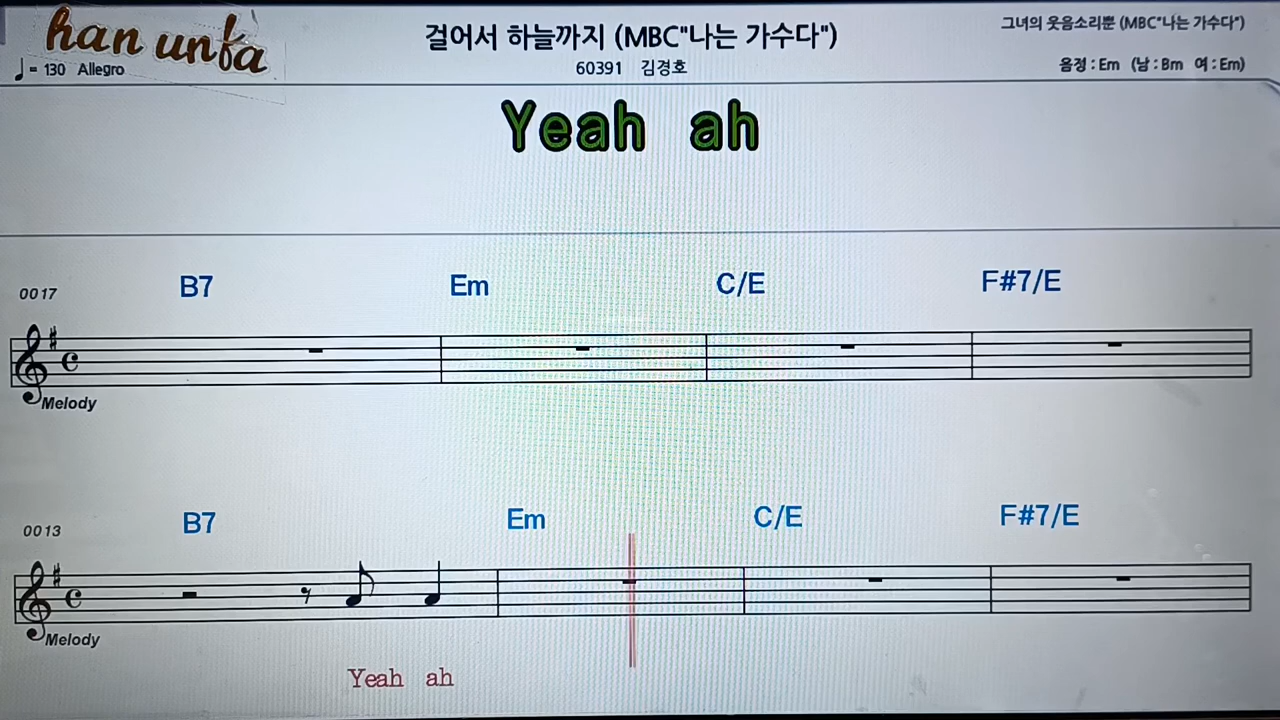 han unfa
걸어서 하늘까지 (MBC"나는 가수다")
그녀의 웃음소리뿐 (MBC"나는 가수다")
♩= 130 Allegro
60391 김경호
음정 : Em (남 : Bm 여 : Em)
Yeah ah
0017 B7 Em C/E F#7/E
Melody
0013 B7 Em C/E F#7/E
Melody
Yeah ah